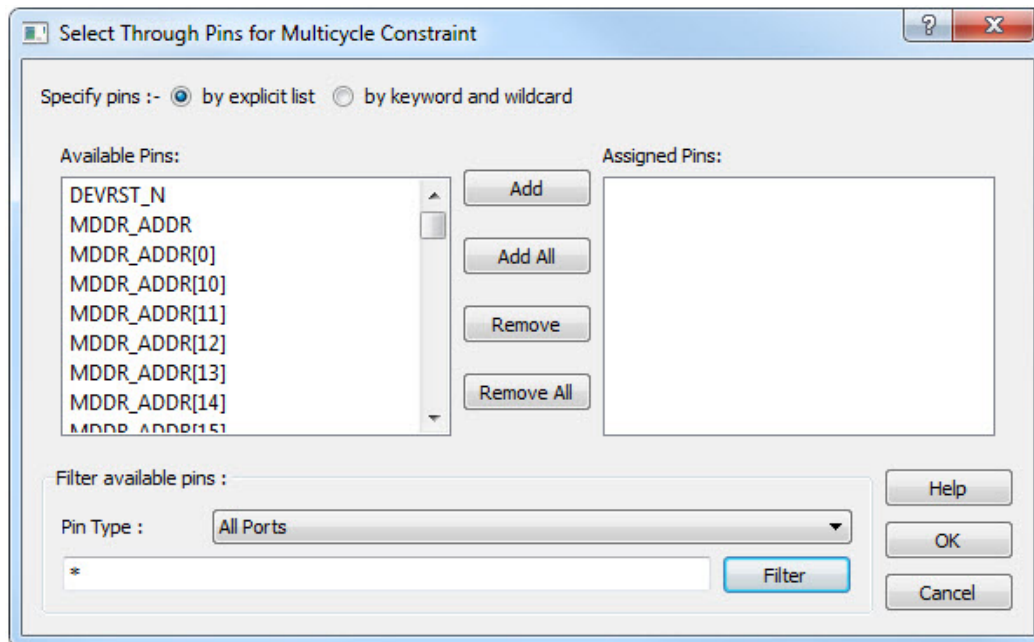 Select Through Pins for Multicycle Constraint
Specify pins :- by explicit list by keyword and wildcard
Available Pins:
Assigned Pins:
DEVRST_N
MDDR_ADDR
MDDR_ADDR[0]
MDDR_ADDR[10]
MDDR_ADDR[11]
MDDR_ADDR[12]
MDDR_ADDR[13]
MDDR_ADDR[14]
MDDR_ADDR[15]
Add
Add All
Remove
Remove All
Filter available pins :
Pin Type : All Ports
*
Filter
Help
OK
Cancel